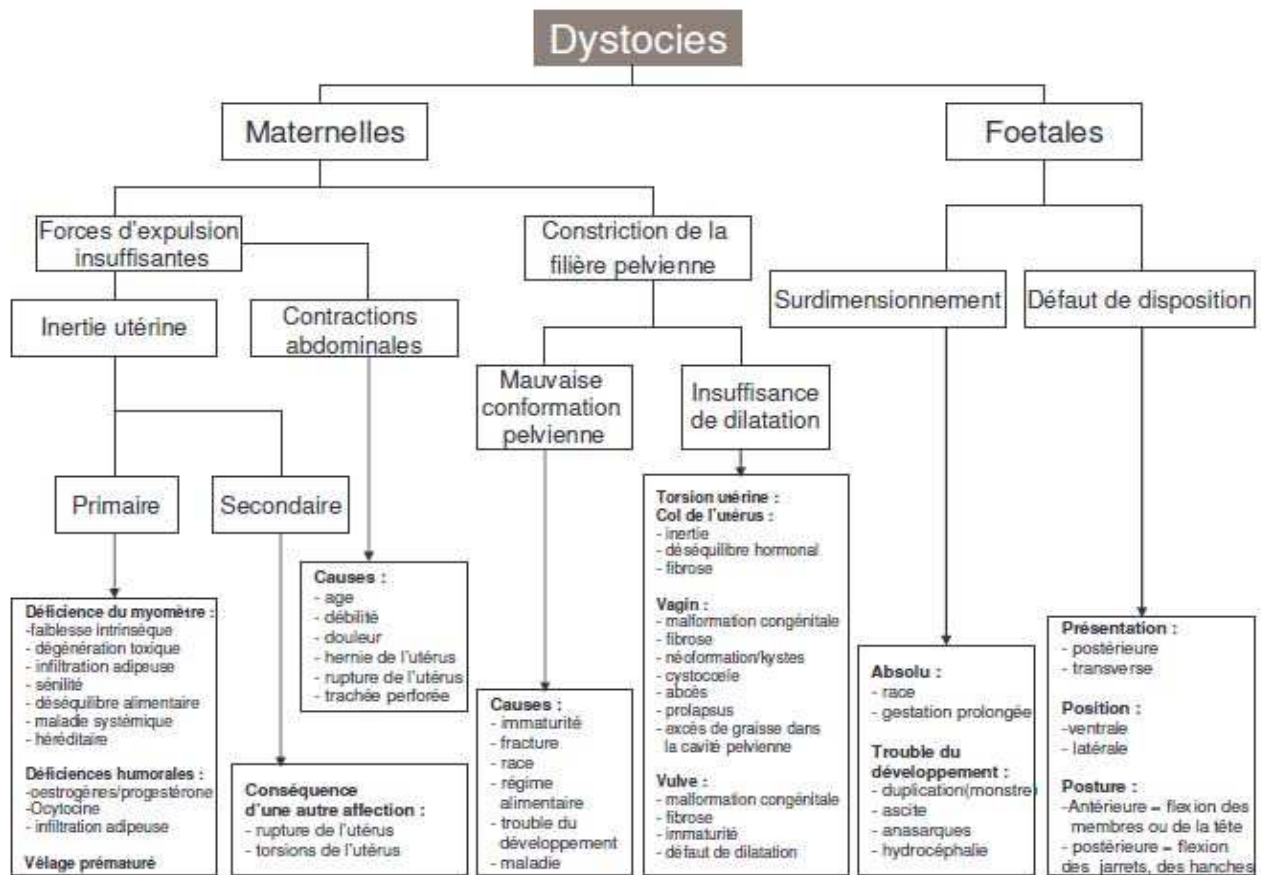 Dystocies
Maternelles
Foetales
Forces d'expulsion
insuffisantes
Constriction de la
filière pelvienne
Surdimensionnement
Défaut de disposition
Inertie utérine
Contractions
abdominales
Mauvaise
conformation
pelvienne
Insuffisance
de dilatation
Primaire
Secondaire
Déficience du myomètre :
-faiblesse intrinsèque
- dégénération toxique
- infiltration adipeuse
- sénilité
- déséquilibre alimentaire
- maladie systémique
- héréditaire
Déficiences humorales :
-oestrogènes/progestérone
-Ocytocine
- infiltration adipeuse
Vêlage prématuré
Conséquence
d'une autre affection :
- rupture de l'utérus
- torsions de l'utérus
Causes :
- age
- débilité
- douleur
- hernie de l'utérus
- rupture de l'utérus
- trachée perforée
Causes :
- immaturité
- fracture
- race
- régime
alimentaire
- trouble du
développement
- maladie
Torsion utérine :
Col de l'utérus :
- inertie
- déséquilibre hormonal
- fibrose
Vagin :
- malformation congénitale
- fibrose
- néoformation/kystes
- cystocoele
- abcès
- prolapsus
- excès de graisse dans
la cavité pelvienne
Vulve :
- malformation congénitale
- fibrose
- immaturité
- défaut de dilatation
Absolu :
- race
- gestation prolongée
Trouble du
développement :
- duplication(monstre)
- ascite
- anasarques
- hydrocéphalie
Présentation :
- postérieure
- transverse
Position :
-ventrale
- latérale
Posture :
-Antérieure = flexion des
membres ou de la tête
- postérieure = flexion
des jarrets, des hanches